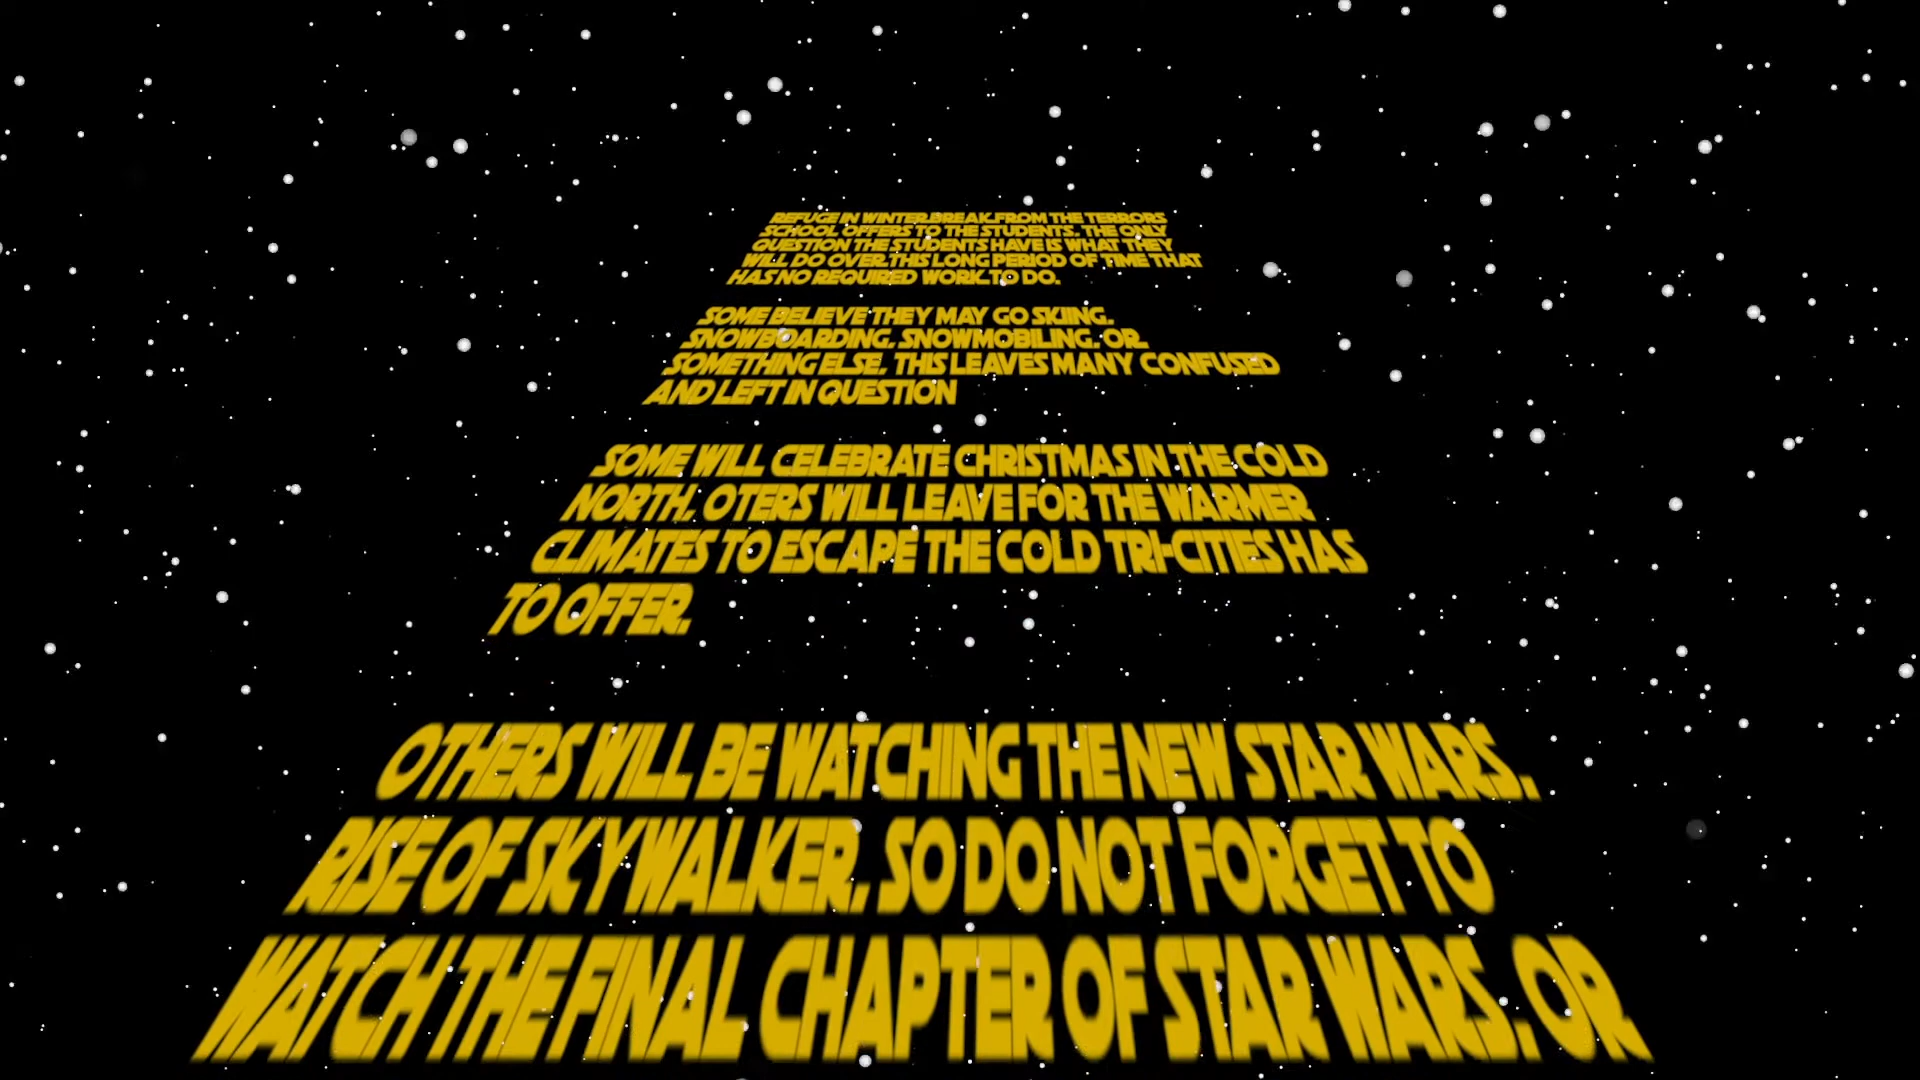 REFUGE IN WINTER BREAK FROM THE TERRORS
SCHOOL OFFERS TO THE STUDENTS. THE ONLY
QUESTION THE STUDENTS HAVE IS WHAT THEY
WILL DO OVER THIS LONG PERIOD OF TIME THAT
HAS NO REQUIRED WORK TO DO.
SOME BELIEVE THEY MAY GO SKIING,
SNOWBOARDING, SNOWMOBILING, OR
SOMETHING ELSE. THIS LEAVES MANY CONFUSED
AND LEFT IN QUESTION
SOME WILL CELEBRATE CHRISTMAS IN THE COLD
NORTH, OTERS WILL LEAVE FOR THE WARMER
CLIMATES TO ESCAPE THE COLD TRI-CITIES HAS
TO OFFER.
OTHERS WILL BE WATCHING THE NEW STAR WARS,
RISE OF SKYWALKER. SO DO NOT FORGET TO
WATCH THE FINAL CHAPTER OF STAR WARS. OR